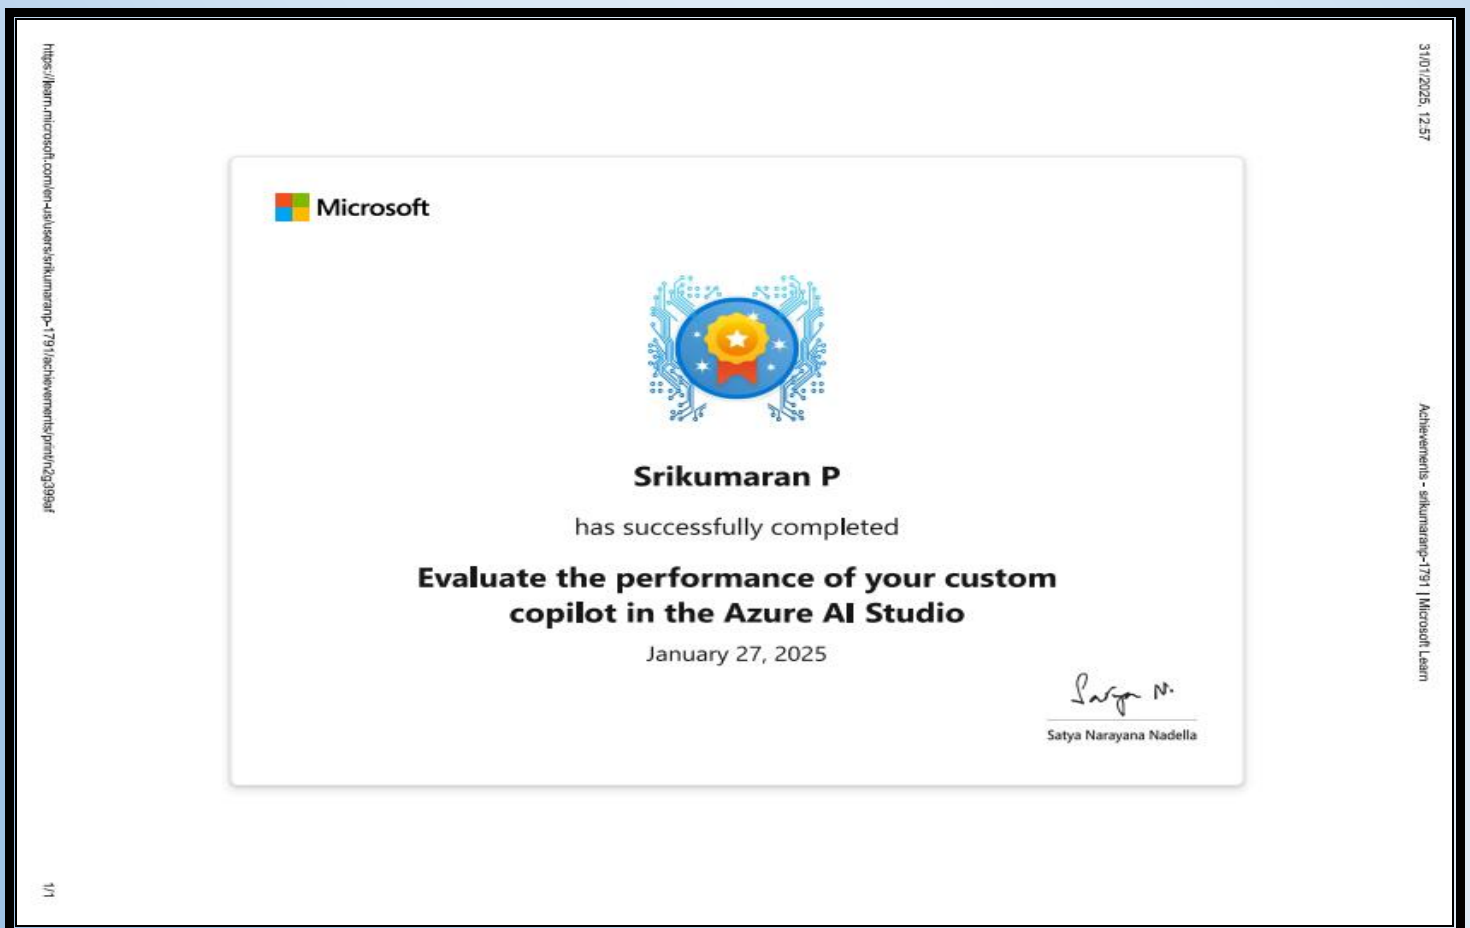 31/01/2025, 12:57
Achievements - srikumaranp-1791 | Microsoft Learn
Microsoft
Srikumaran P
has successfully completed
Evaluate the performance of your custom
copilot in the Azure AI Studio
January 27, 2025
Satya N.
Satya Narayana Nadella
https://learn.microsoft.com/en-us/users/srikumaranp-1791/achievements/print/n2g399af
1/1